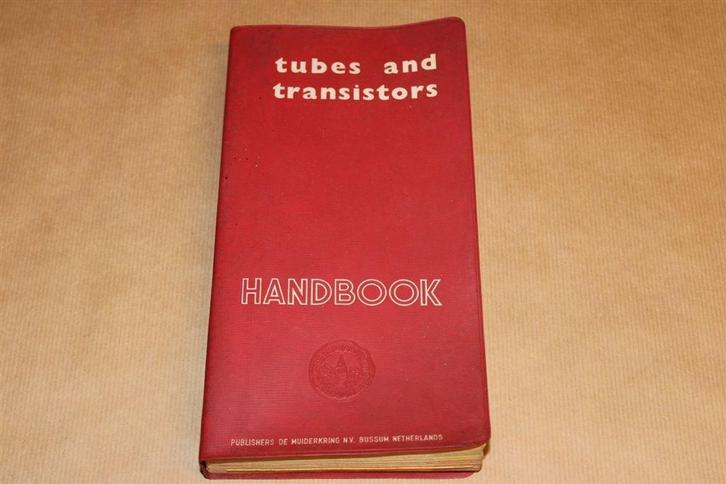 tubes and
transistors
HANDBOOK
PUBLISHERS DE MUIDERKRING N.V. BUSSUM NETHERLANDS